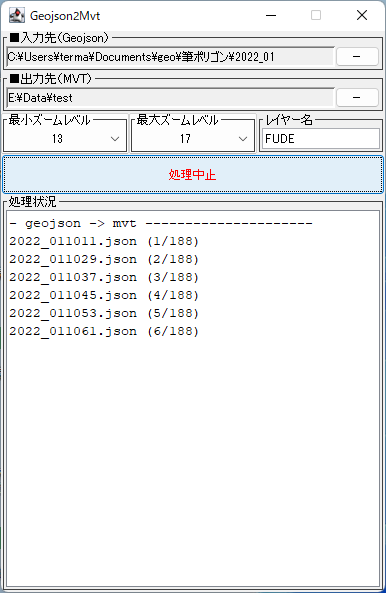 Geojson2Mvt
■入力先(Geojson)
C:¥Users¥terma¥Documents¥geo¥筆ポリゴン¥2022_01
–
■出力先(MVT)
E:¥Data¥test
–
最小ズームレベル
最大ズームレベル
レイヤー名
13
17
FUDE
処理中止
処理状況
- geojson -> mvt ---------------------
2022_011011.json (1/188)
2022_011029.json (2/188)
2022_011037.json (3/188)
2022_011045.json (4/188)
2022_011053.json (5/188)
2022_011061.json (6/188)